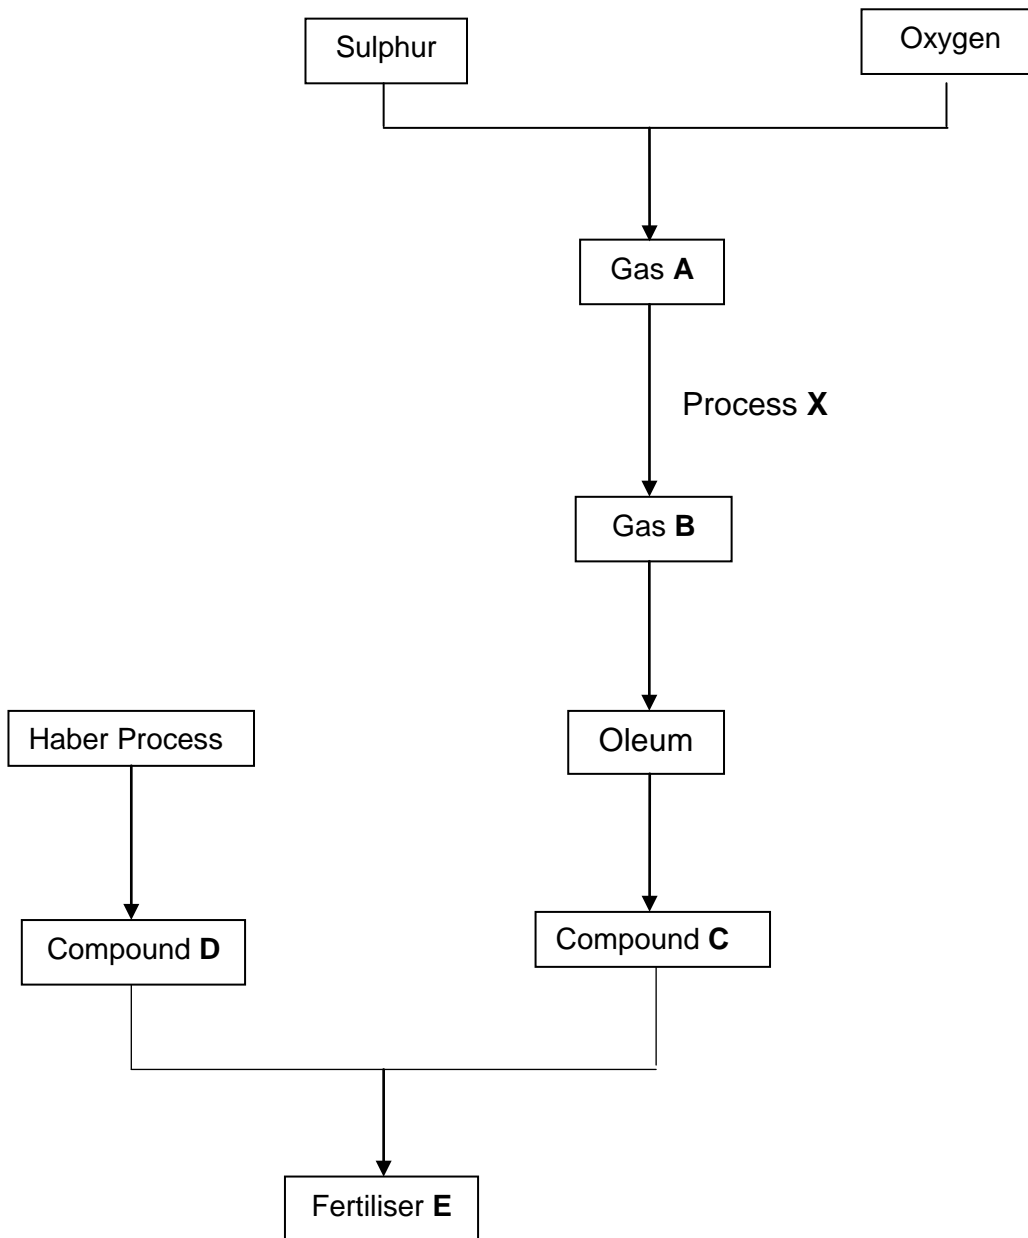 Sulphur
Oxygen
Gas A
Process X
Gas B
Oleum
Haber Process
Compound D
Compound C
Fertiliser E